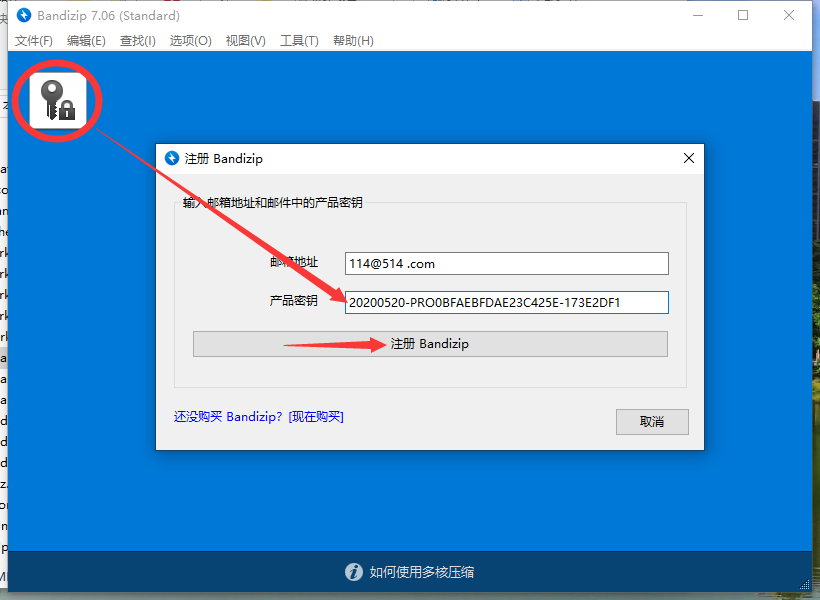 Bandizip 7.06 (Standard)
文件(F) 编辑(E) 查找(I) 选项(O) 视图(V) 工具(T) 帮助(H)
注册 Bandizip
输入邮箱地址和邮件中的产品密钥
邮箱地址 114@514 .com
产品密钥 20200520-PRO0BFAEBFDAE23C425E-173E2DF1
注册 Bandizip
还没购买 Bandizip? [现在购买]
取消
如何使用多核压缩